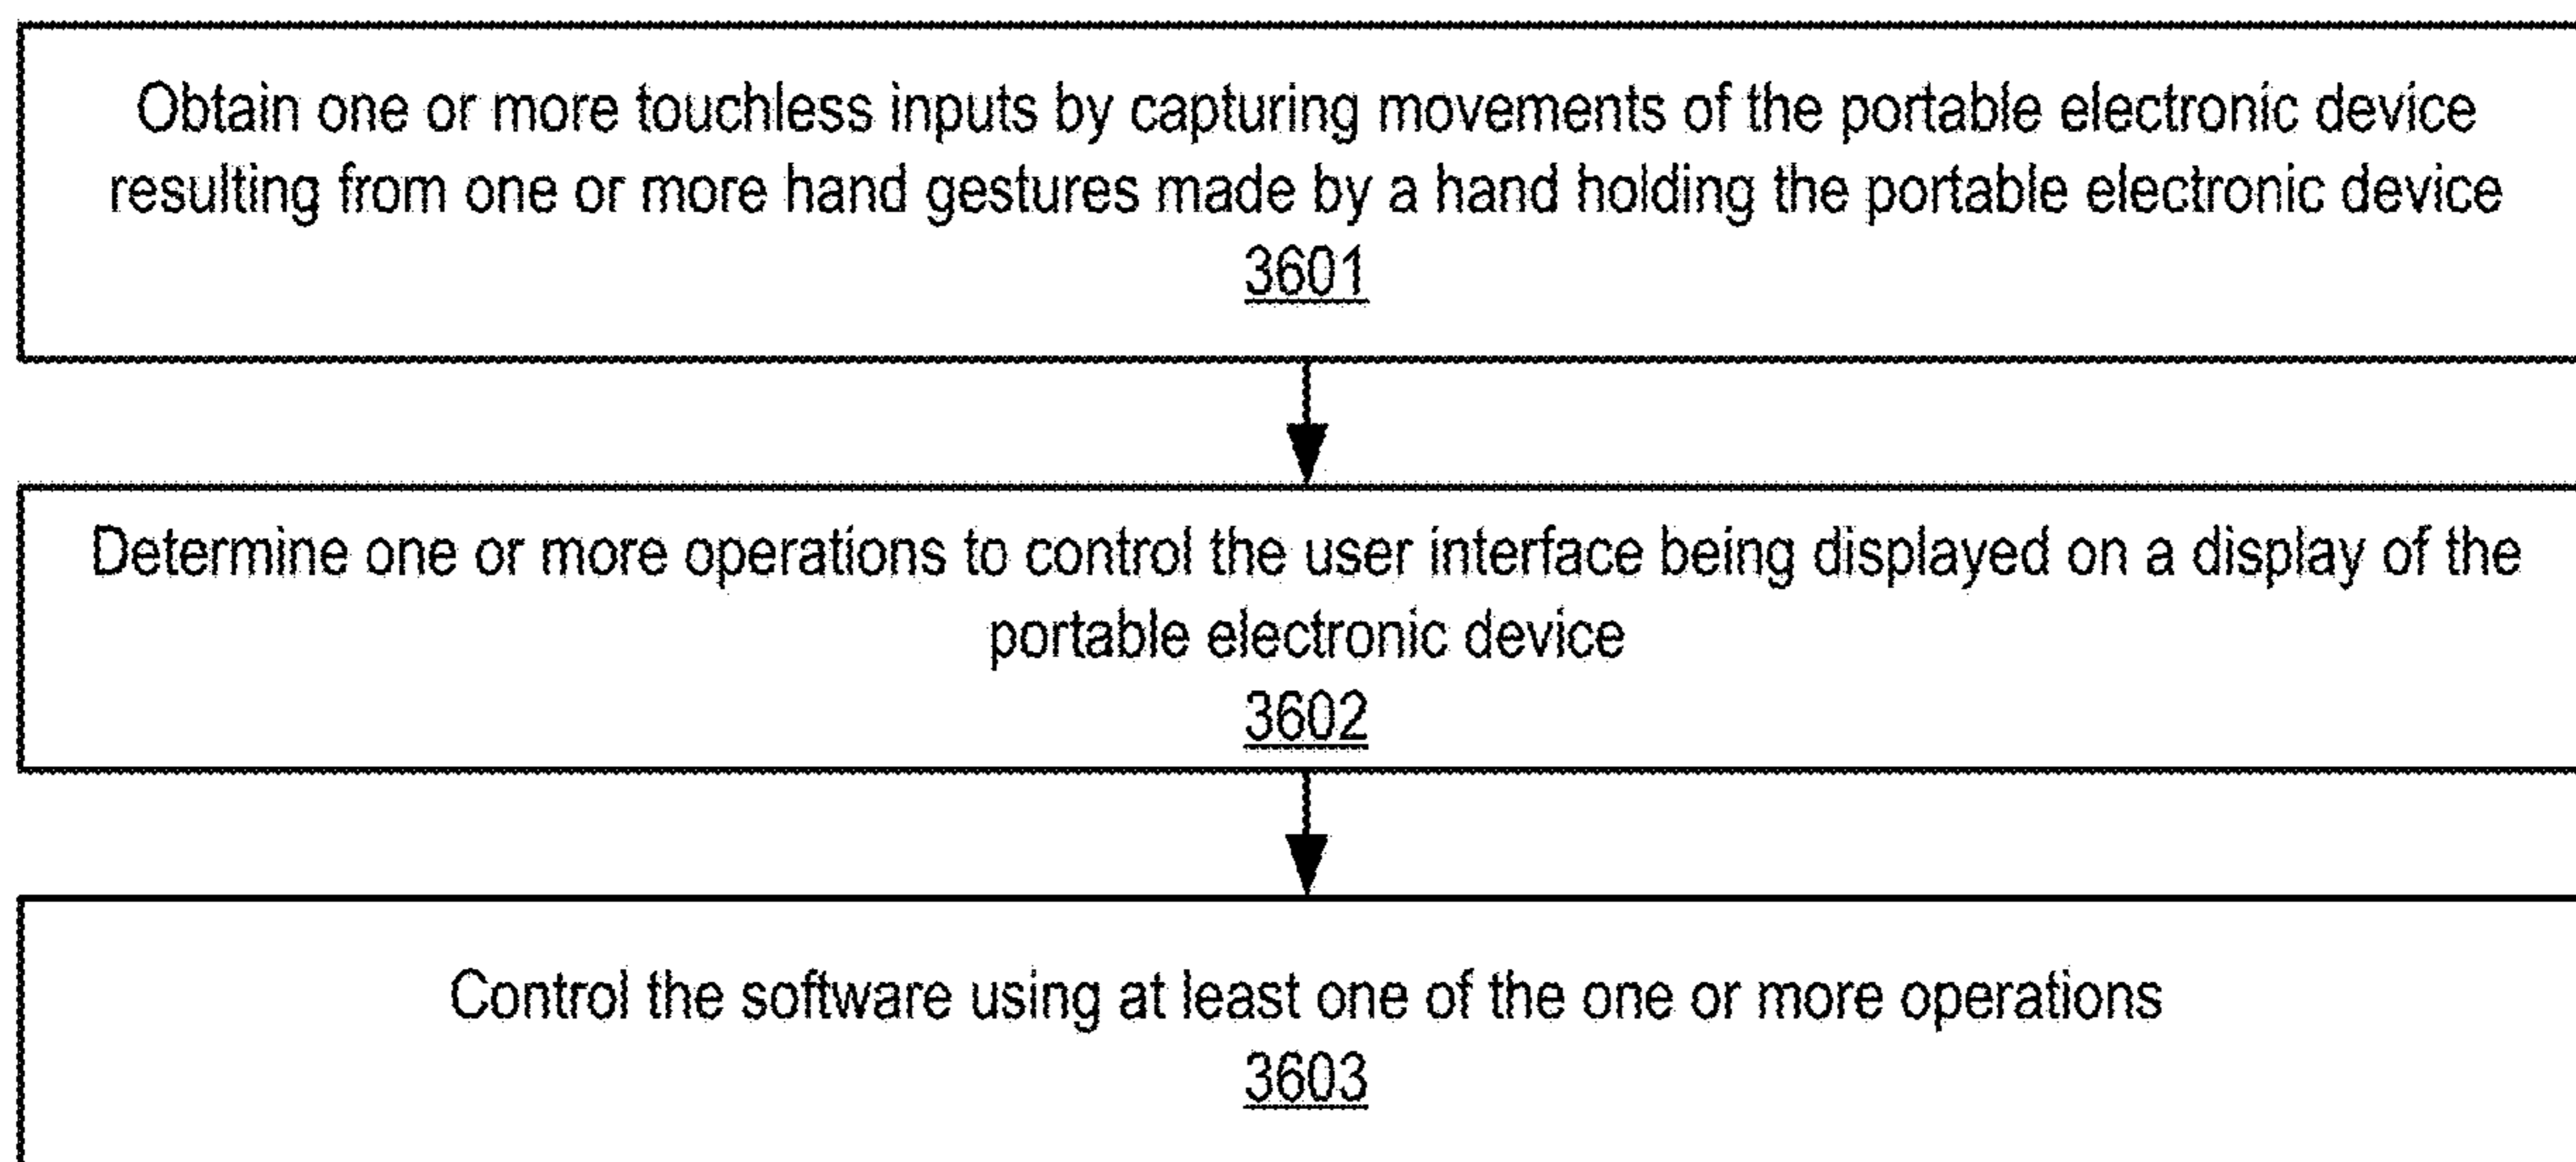 Obtain one or more touchless inputs by capturing movements of the portable electronic device
resulting from one or more hand gestures made by a hand holding the portable electronic device
3601
Determine one or more operations to control the user interface being displayed on a display of the
portable electronic device
3602
Control the software using at least one of the one or more operations
3603